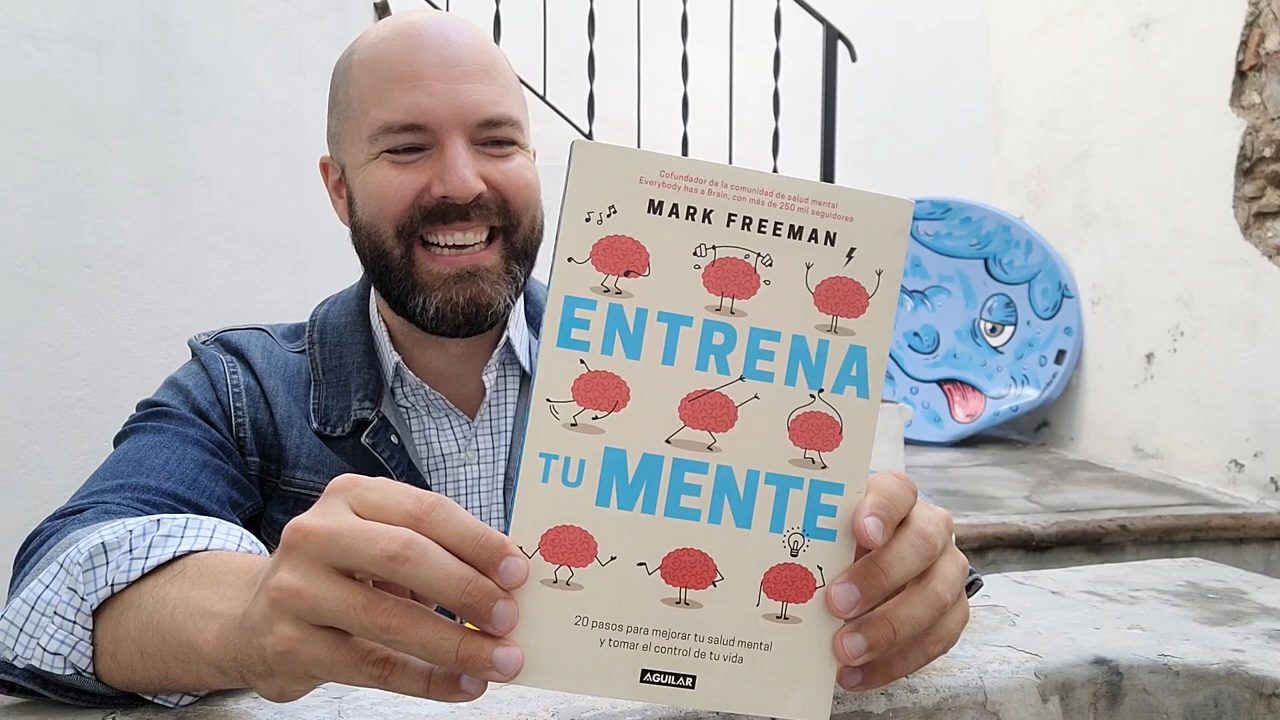 Cofundador de la comunidad de salud mental
Everybody has a Brain, con más de 250 mil seguidores
MARK FREEMAN
ENTRENA
TU MENTE
20 pasos para mejorar tu salud mental
y tomar el control de tu vida
AGUILAR